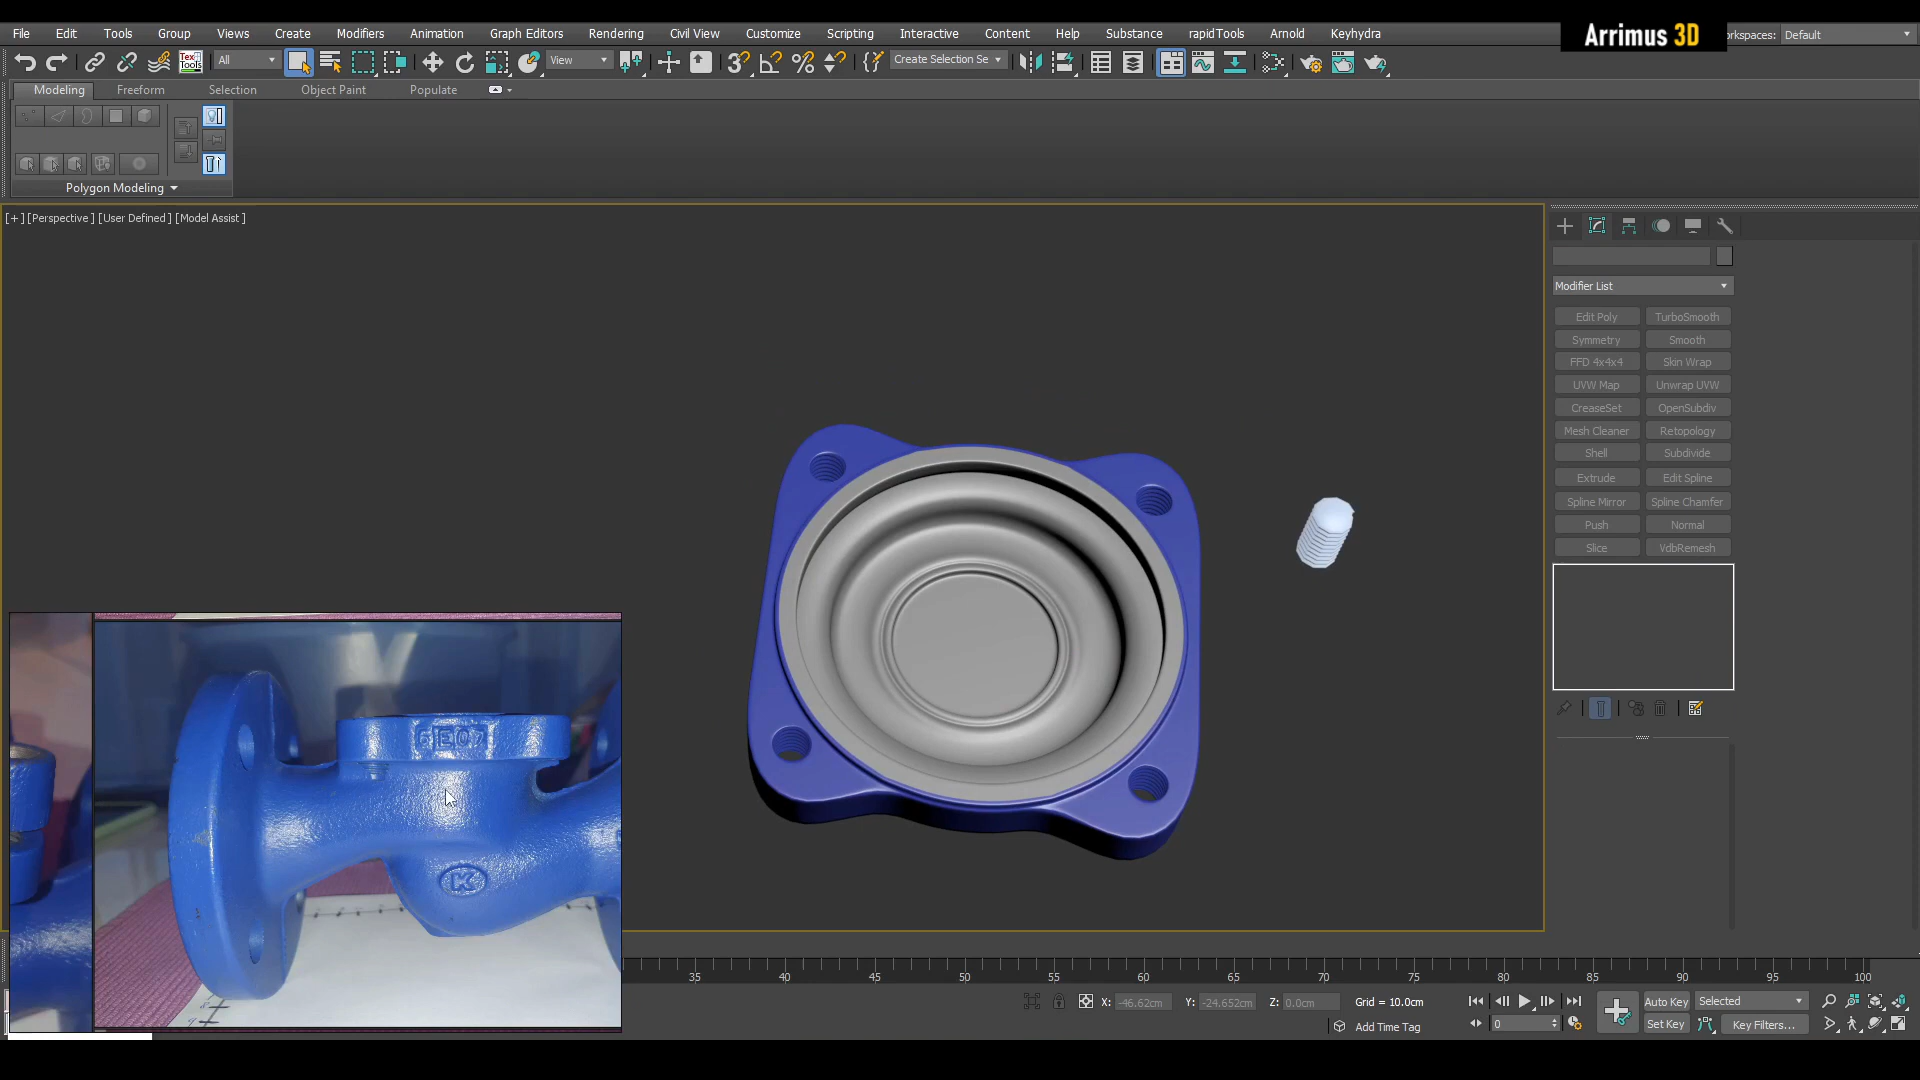 File Edit Tools Group Views Create Modifiers Animation Graph Editors Rendering Civil View Customize Scripting Interactive Content Help Substance rapidTools Arnold Keyhydra
Arrimus 3D
orkspaces: Default
Tex Tools All View 3 Create Selection Se
Modeling Freeform Selection Object Paint Populate
Polygon Modeling
[+] [Perspective] [User Defined] [Model Assist]
Modifier List
Edit Poly TurboSmooth
Symmetry Smooth
FFD 4x4x4 Skin Wrap
UVW Map Unwrap UVW
CreaseSet OpenSubdiv
Mesh Cleaner Retopology
Shell Subdivide
Extrude Edit Spline
Spline Mirror Spline Chamfer
Push Normal
Slice VdbRemesh
K
35 40 45 50 55 60 65 70 75 80 85 90 95 100
X: -46.62cm Y: -24.652cm Z: 0.0cm Grid = 10.0cm
Add Time Tag
0
Auto Key Selected
Set Key Key Filters...